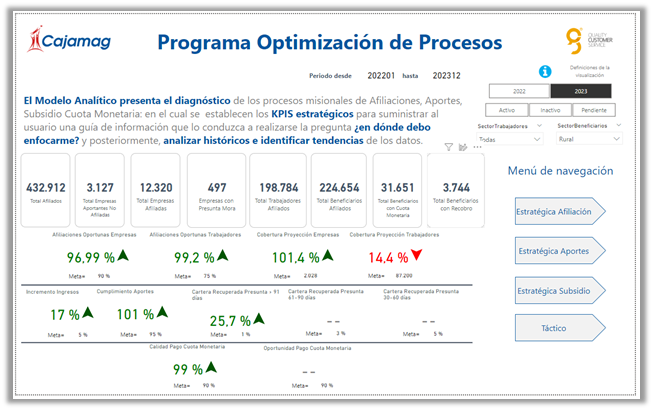 Cajamag
Programa Optimización de Procesos
QUALITY
CUSTOMER
SERVICE
Periodo desde 202201 hasta 202312
Definiciones de la
visualización
2022 2023
Activo Inactivo Pendiente
SectorTrabajadores SectorBeneficiarios
Todas Rural
El Modelo Analítico presenta el diagnóstico de los procesos misionales de Afiliaciones, Aportes,
Subsidio Cuota Monetaria: en el cual se establecen los KPIS estratégicos para suministrar al
usuario una guía de información que lo conduzca a realizarse la pregunta ¿en dónde debo
enfocarme? y posteriormente, analizar históricos e identificar tendencias de los datos.
432.912 3.127 12.320 497 198.784 224.654 31.651 3.744
Total Afiliados Total Empresas Aportantes No Afiliadas Total Empresas Afiliadas Empresas con Presunta Mora Total Trabajadores Afiliados Total Beneficiarios Afiliados Total Beneficiarios con Cuota Monetaria Total Beneficiarios con Recobro
Afiliaciones Oportunas Empresas Afiliaciones Oportunas Trabajadores Cobertura Proyección Empresas Cobertura Proyección Trabajadores
96,99 % 99,2 % 101,4 % 14,4 %
Meta= 90 % Meta= 75 % Meta= 2.028 Meta= 87.200
Incremento Ingresos Cumplimiento Aportes Cartera Recuperada Presunta + 91 días Cartera Recuperada Presunta 61-90 días Cartera Recuperada Presunta 30-60 días
17 % 101 % 25,7 % -- --
Meta= 5 % Meta= 95 % Meta= 1 % Meta= 3 % Meta= 5 %
Calidad Pago Cuota Monetaria Oportunidad Pago Cuota Monetaria
99 % --
Meta= 90 % Meta= 90 %
Menú de navegación
Estratégica Afiliación
Estratégica Aportes
Estratégica Subsidio
Táctico